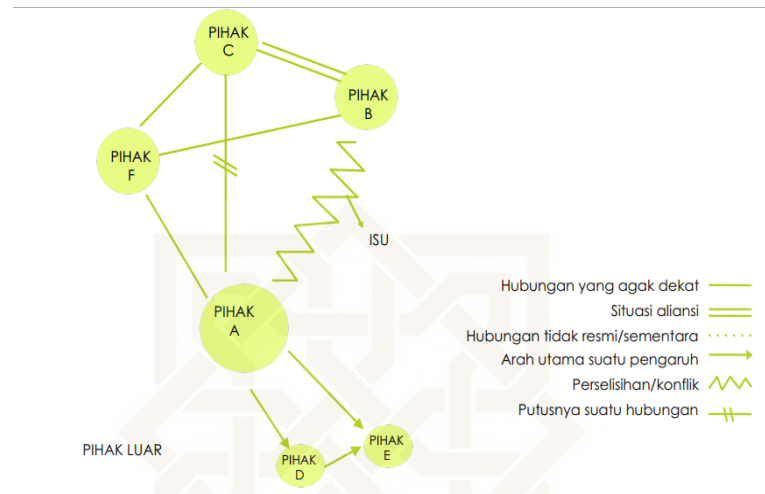 PIHAK
C
PIHAK
B
PIHAK
F
ISU
PIHAK
A
Hubungan yang agak dekat
Situasi aliansi
Hubungan tidak resmi/sementara
Arah utama suatu pengaruh
Perselisihan/konflik
Putusnya suatu hubungan
PIHAK LUAR
PIHAK
D
PIHAK
E